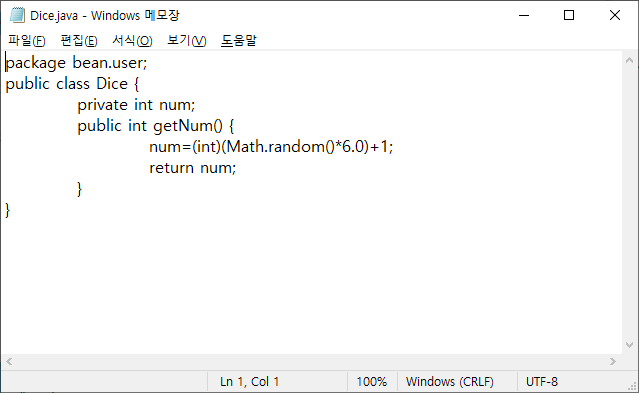 Dice.java - Windows 메모장
파일(F) 편집(E) 서식(O) 보기(V) 도움말
package bean.user;
public class Dice {
private int num;
public int getNum() {
num=(int)(Math.random()*6.0)+1;
return num;
}
}
Ln 1, Col 1 100% Windows (CRLF) UTF-8